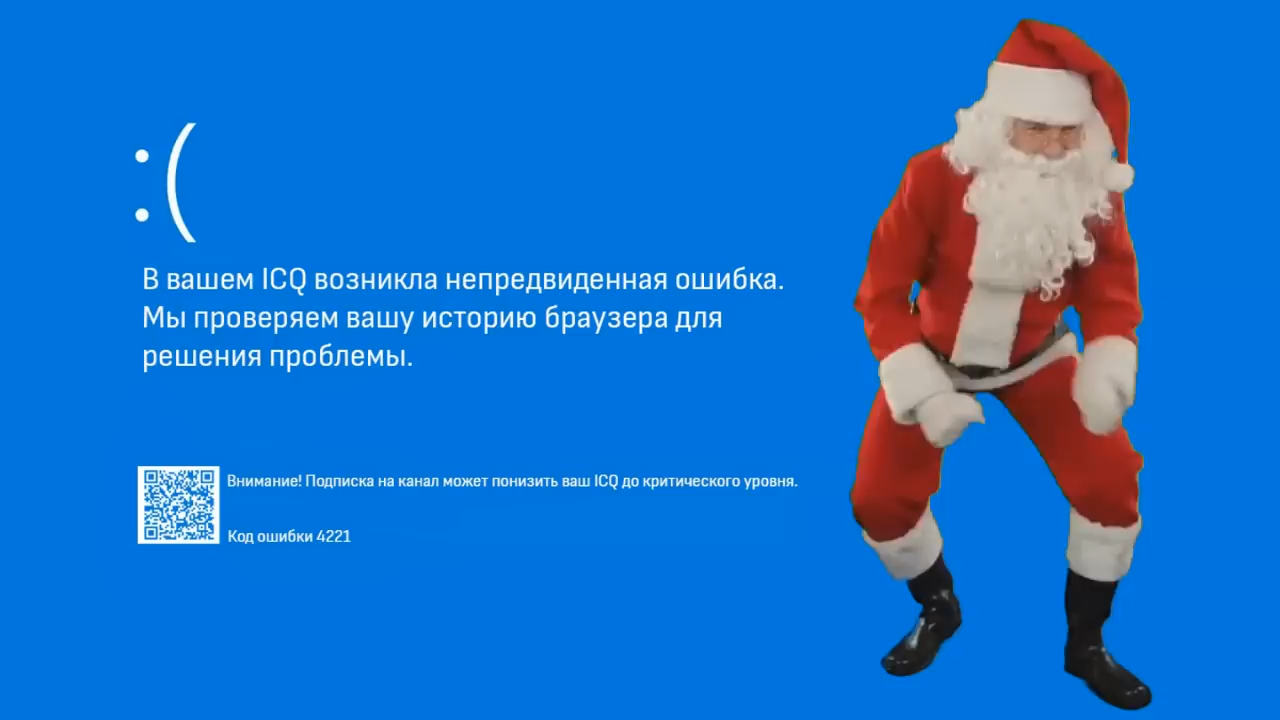 :(
В вашем ICQ возникла непредвиденная ошибка.
Мы проверяем вашу историю браузера для
решения проблемы.
Внимание! Подписка на канал может понизить ваш ICQ до критического уровня.
Код ошибки 4221